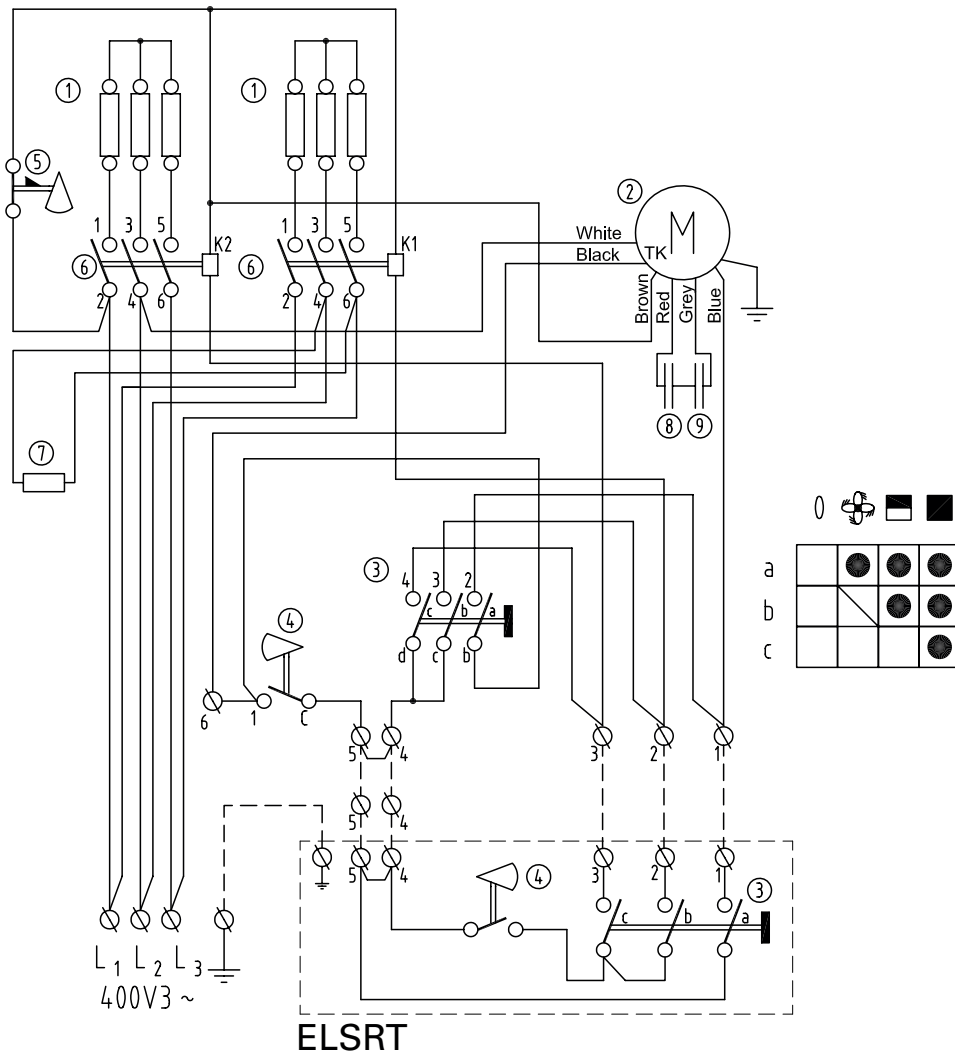 1 1
5
2
1 3 5 K2 1 3 5 K1
White
M
6 6
Black TK
2 4 6 2 4 6
Brown Red Grey Blue
8 9
7
3 4 3 2
a
c b a
4
b
d c b
c
6 1 C
5 4 3 2 1
5 4
5 4 4 3 2 1 3
c b a
L1 L2 L3
400V3 ~
ELSRT